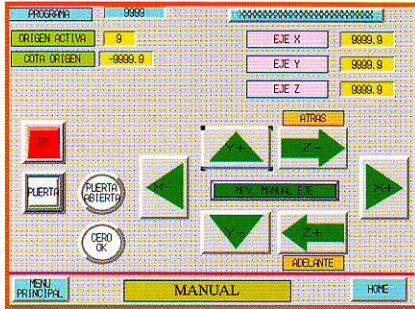 PROGRAMA 9999
XXXXXXXXXXXXXXXXXXXX
ORIGEN ACTIVA 9
EJE X 9999.9
COTA ORIGEN -9999.9
EJE Y 9999.9
EJE Z 9999.9
ATRAS
Y+ Z-
PUERTA
PUERTA ABIERTA
X- MOV. MANUAL EJE X+
CERO OK
Y- Z+
ADELANTE
MENU PRINCIPAL
MANUAL
HOME